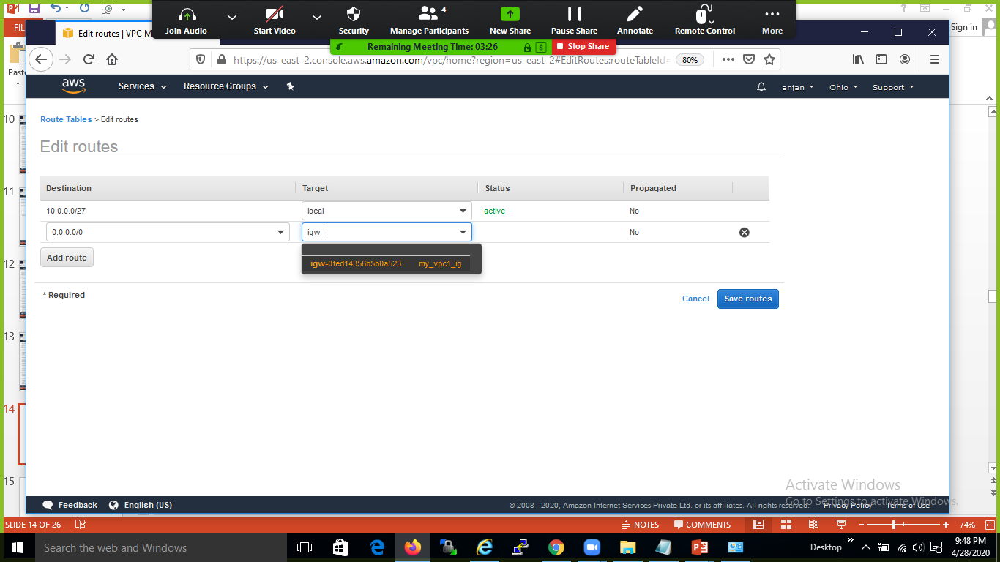 Join Audio
Start Video
Security
4
Manage Participants
New Share
Pause Share
Annotate
Remote Control
More
Remaining Meeting Time: 03:26
$
Stop Share
FIL
Sign in
Edit routes | VPC M
https://us-east-2.console.aws.amazon.com/vpc/home?region=us-east-2#EditRoutes:routeTableId=
80%
Paste
aws
Services
Resource Groups
anjan
Ohio
Support
Route Tables > Edit routes
Edit routes
Destination Target Status Propagated
10.0.0.0/27 local active No
0.0.0.0/0 igw- No
Add route
igw-0fed14356b5b0a523 my_vpc1_ig
* Required
Cancel
Save routes
10
11
12
13
14
15
Activate Windows
Go to Settings to activate Windows.
Feedback
English (US)
© 2008 - 2020, Amazon Internet Services Private Ltd. or its affiliates. All rights reserved.
Privacy Policy
Terms of Use
SLIDE 14 OF 26
NOTES
COMMENTS
74%
Search the web and Windows
Desktop
9:48 PM
4/28/2020